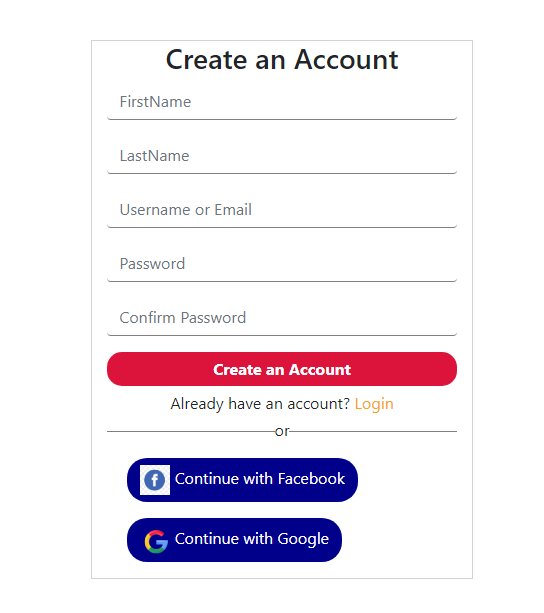 Create an Account
FirstName
LastName
Username or Email
Password
Confirm Password
Create an Account
Already have an account? Login
or
Continue with Facebook
Continue with Google